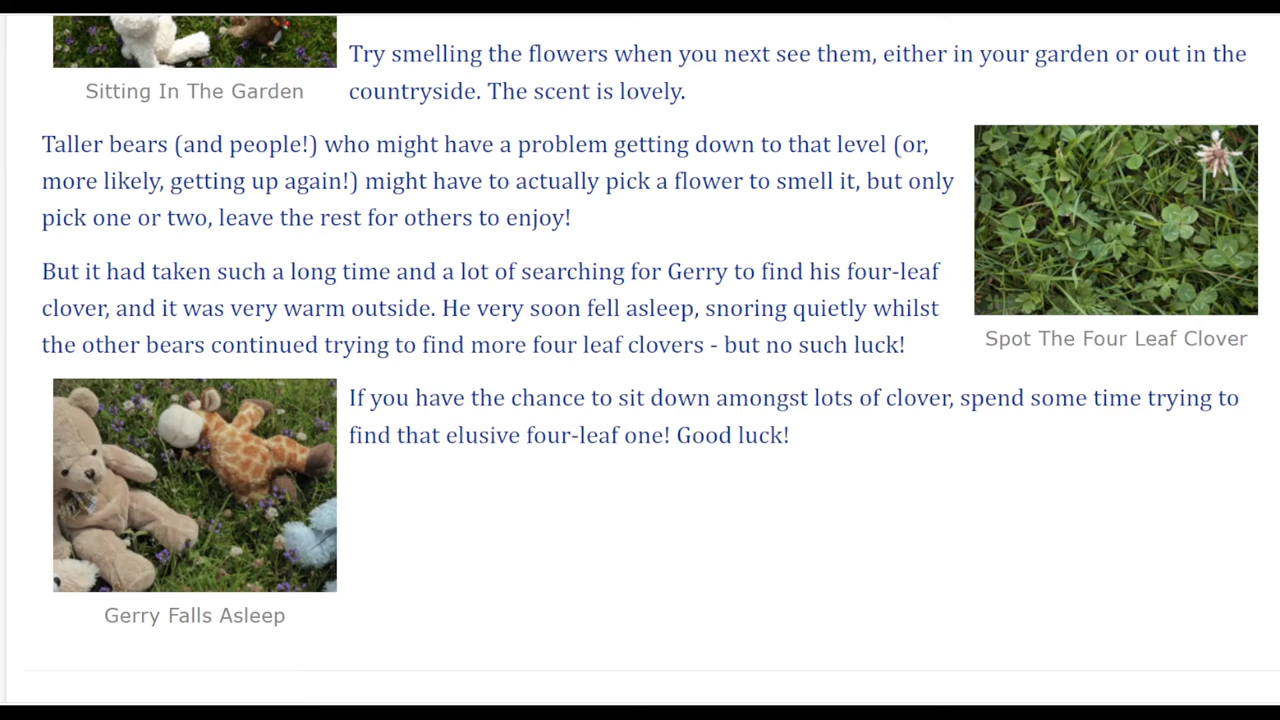 Try smelling the flowers when you next see them, either in your garden or out in the
countryside. The scent is lovely.
Sitting In The Garden
Taller bears (and people!) who might have a problem getting down to that level (or,
more likely, getting up again!) might have to actually pick a flower to smell it, but only
pick one or two, leave the rest for others to enjoy!
But it had taken such a long time and a lot of searching for Gerry to find his four-leaf
clover, and it was very warm outside. He very soon fell asleep, snoring quietly whilst
the other bears continued trying to find more four leaf clovers - but no such luck!
Spot The Four Leaf Clover
If you have the chance to sit down amongst lots of clover, spend some time trying to
find that elusive four-leaf one! Good luck!
Gerry Falls Asleep